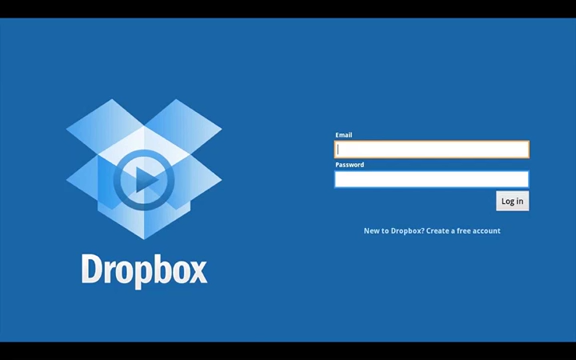 Dropbox
Email
Password
Log in
New to Dropbox? Create a free account